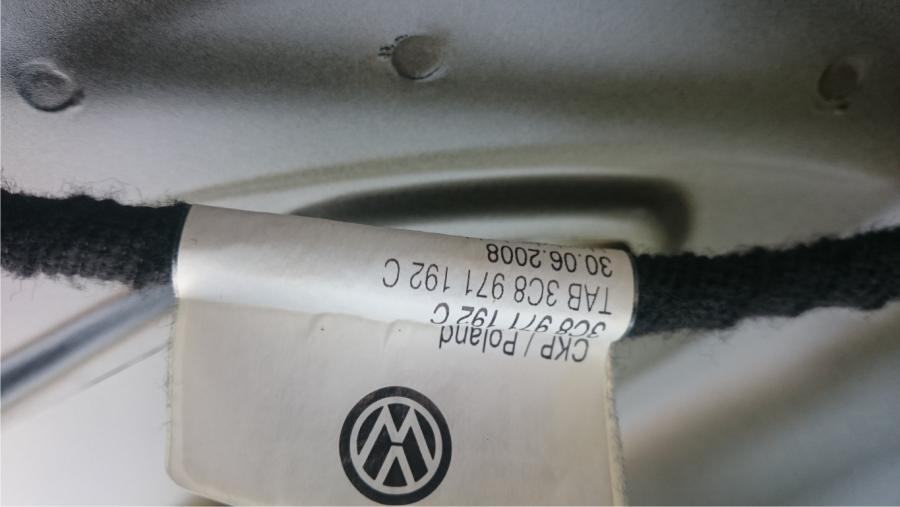 CKP / Poland
3C8 971 192 C
TAB 3C8 971 192 C
30.06.2008